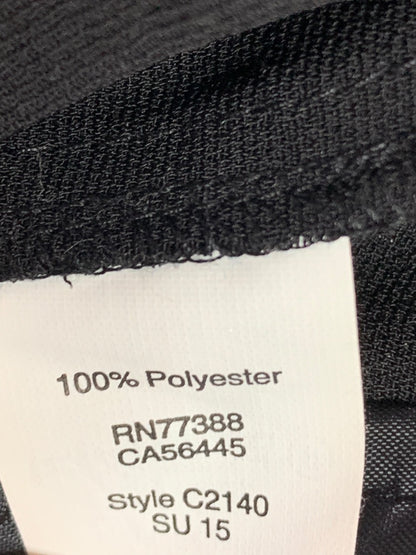 100% Polyester
RN77388
CA56445
Style C2140
SU 15